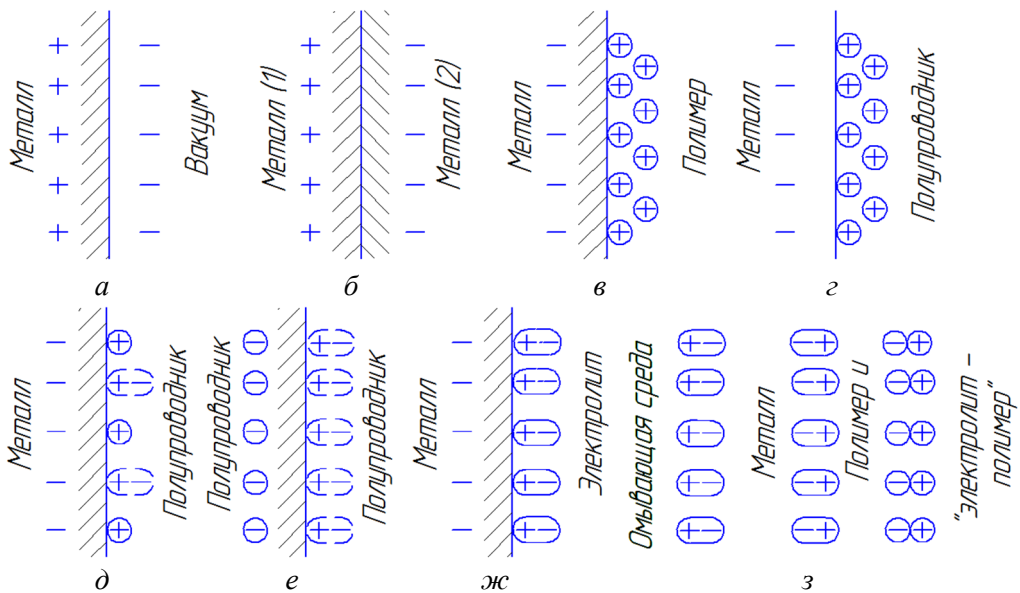 Металл
Вакуум
а
Металл (1)
Металл (2)
б
Металл
Полимер
в
Металл
Полупроводник
г
Металл
Полупроводник
д
Полупроводник
Полупроводник
е
Металл
Электролит
ж
Омывающая среда
Металл
Полимер и
"электролит –
полимер"
з